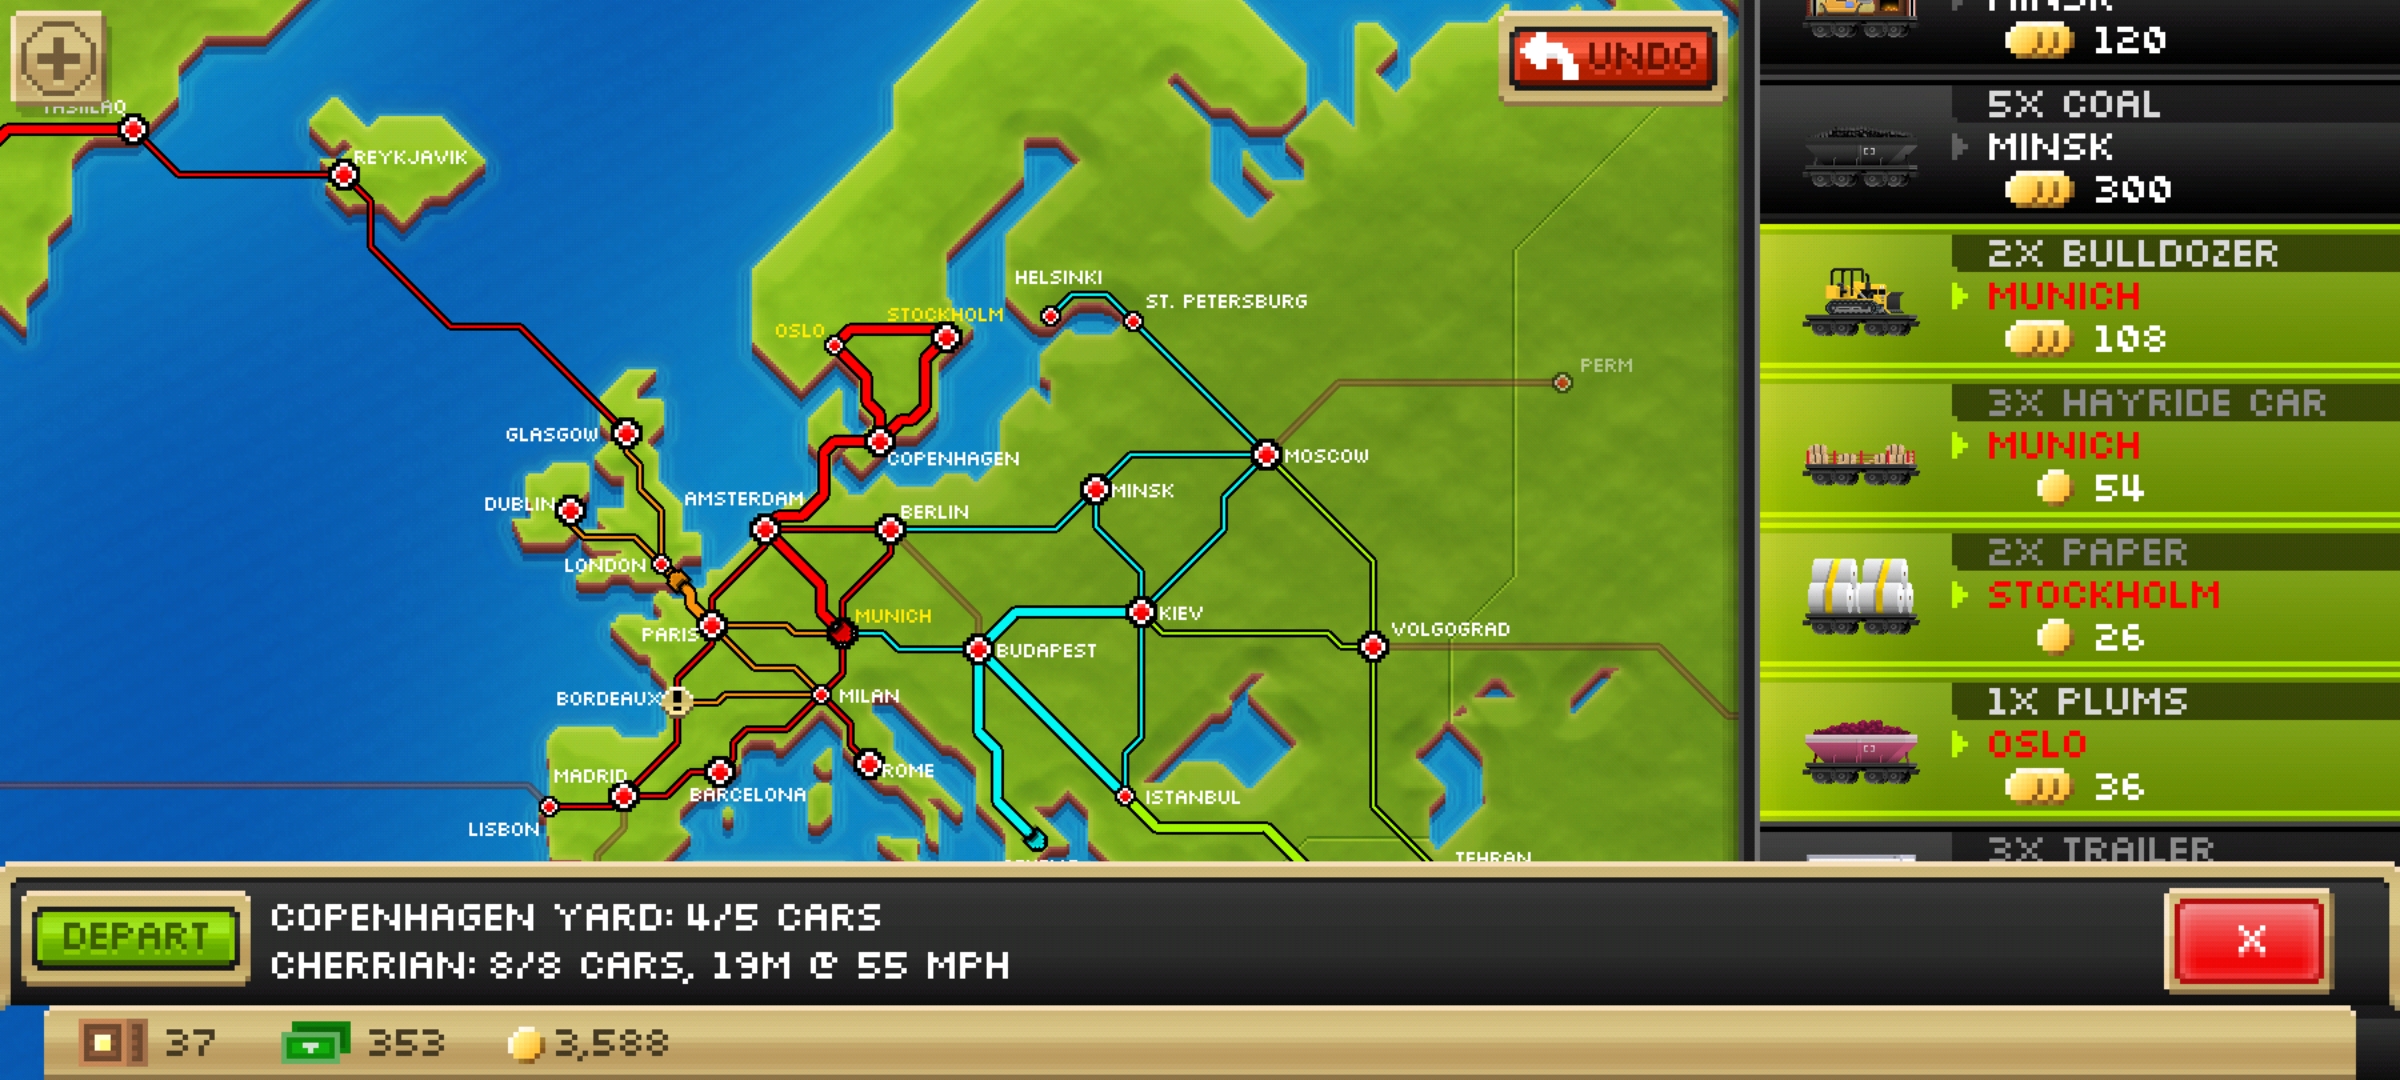 TASIILAQ
REYKJAVIK
GLASGOW
DUBLIN
LONDON
AMSTERDAM
PARIS
BORDEAUX
MADRID
LISBON
BARCELONA
OSLO
STOCKHOLM
COPENHAGEN
BERLIN
MUNICH
MILAN
ROME
HELSINKI
ST. PETERSBURG
PERM
MOSCOW
MINSK
KIEV
BUDAPEST
VOLGOGRAD
ISTANBUL
TEHRAN
UNDO
MINSK
120
5X COAL
MINSK
300
2X BULLDOZER
MUNICH
108
3X HAYRIDE CAR
MUNICH
54
2X PAPER
STOCKHOLM
26
1X PLUMS
OSLO
36
3X TRAILER
DEPART
COPENHAGEN YARD: 4/5 CARS
CHERRIAN: 8/8 CARS, 19M @ 55 MPH
X
37
353
3,588